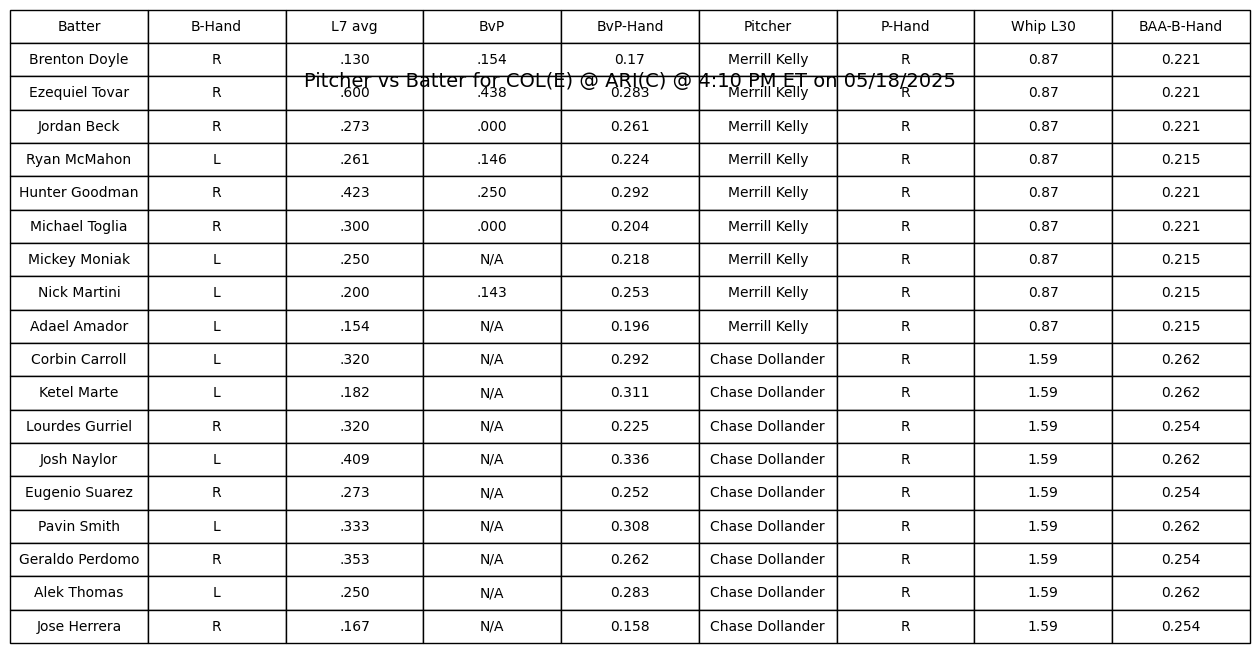 Batter B-Hand L7 avg BvP BvP-Hand Pitcher P-Hand Whip L30 BAA-B-Hand
Brenton Doyle R .130 .154 0.17 Merrill Kelly R 0.87 0.221
Pitcher vs Batter for COL(E) @ ARI(C) @ 4:10 PM ET on 05/18/2025
Ezequiel Tovar R .600 .438 0.283 Merrill Kelly R 0.87 0.221
Jordan Beck R .273 .000 0.261 Merrill Kelly R 0.87 0.221
Ryan McMahon L .261 .146 0.224 Merrill Kelly R 0.87 0.215
Hunter Goodman R .423 .250 0.292 Merrill Kelly R 0.87 0.221
Michael Toglia R .300 .000 0.204 Merrill Kelly R 0.87 0.221
Mickey Moniak L .250 N/A 0.218 Merrill Kelly R 0.87 0.215
Nick Martini L .200 .143 0.253 Merrill Kelly R 0.87 0.215
Adael Amador L .154 N/A 0.196 Merrill Kelly R 0.87 0.215
Corbin Carroll L .320 N/A 0.292 Chase Dollander R 1.59 0.262
Ketel Marte L .182 N/A 0.311 Chase Dollander R 1.59 0.262
Lourdes Gurriel R .320 N/A 0.225 Chase Dollander R 1.59 0.254
Josh Naylor L .409 N/A 0.336 Chase Dollander R 1.59 0.262
Eugenio Suarez R .273 N/A 0.252 Chase Dollander R 1.59 0.254
Pavin Smith L .333 N/A 0.308 Chase Dollander R 1.59 0.262
Geraldo Perdomo R .353 N/A 0.262 Chase Dollander R 1.59 0.254
Alek Thomas L .250 N/A 0.283 Chase Dollander R 1.59 0.262
Jose Herrera R .167 N/A 0.158 Chase Dollander R 1.59 0.254